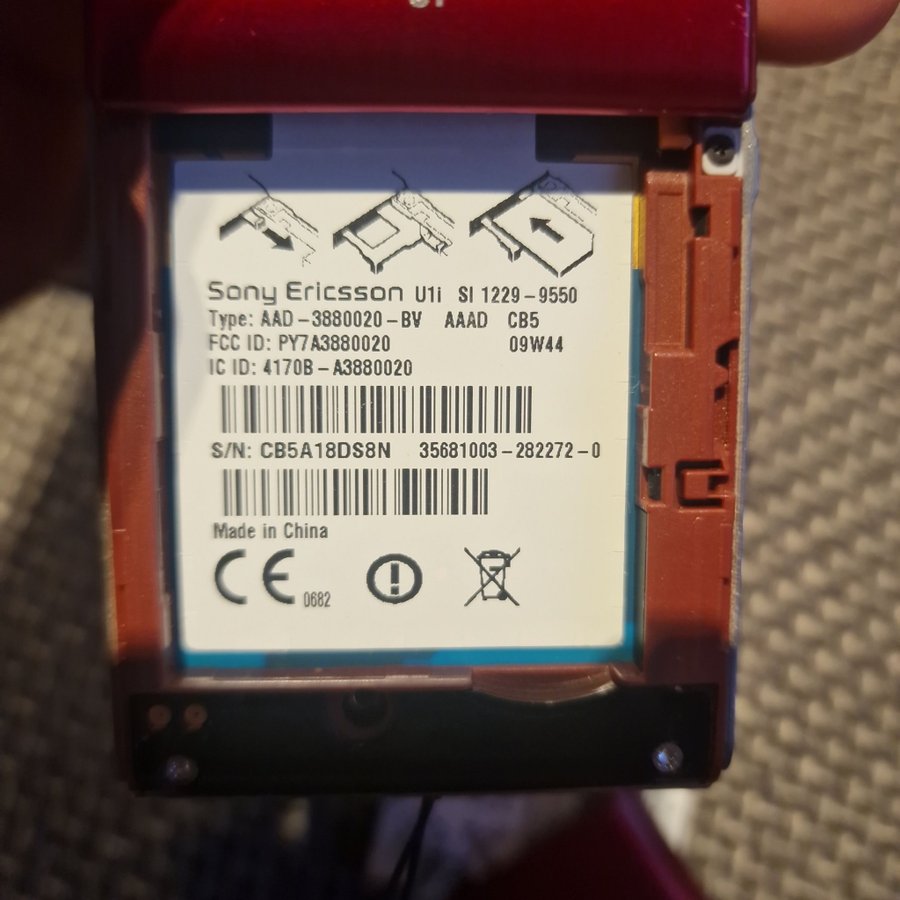 Sony Ericsson U1i SI 1229-9550
Type: AAD-3880020-BV AAAD CB5
FCC ID: PY7A3880020 09W44
IC ID: 4170B-A3880020
S/N: CB5A18DS8N 35681003-282272-0
Made in China
CE 0682